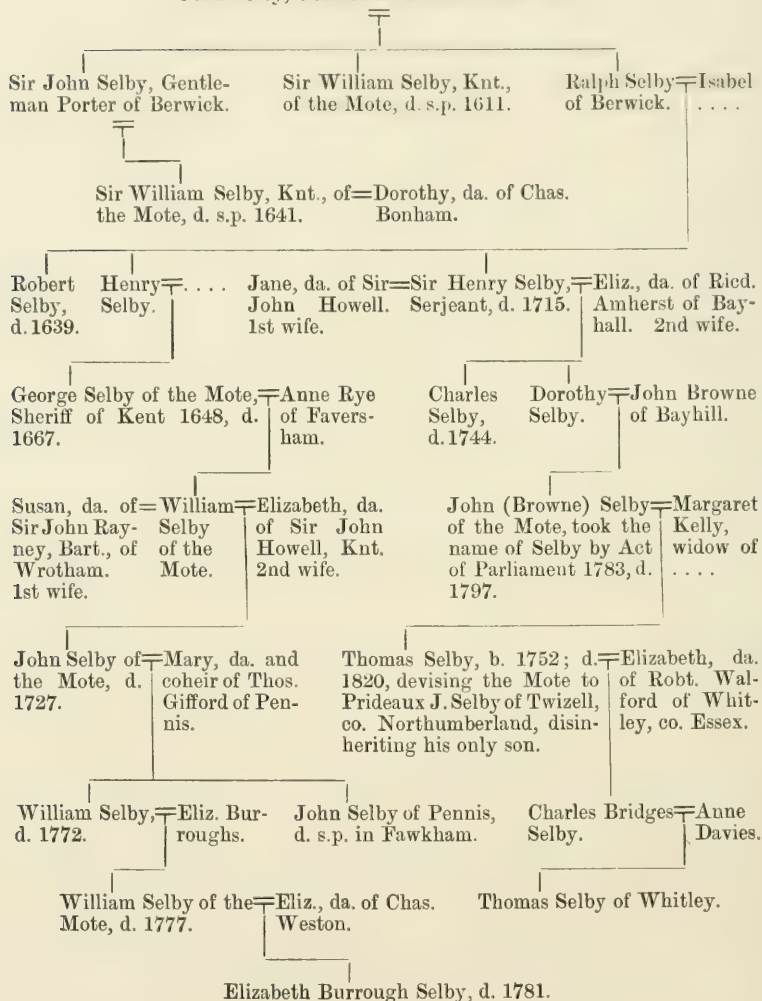 Sir John Selby, Gentle-
man Porter of Berwick.
Sir William Selby, Knt.,
of the Mote, d. s.p. 1611.
Ralph Selby=Isabel
of Berwick. . . . .
Sir William Selby, Knt., of=Dorothy, da. of Chas.
the Mote, d. s.p. 1641. Bonham.
Robert
Selby,
d. 1639.
Henry=. . . .
Selby.
Jane, da. of Sir=Sir Henry Selby,=Eliz., da. of Ricd.
John Howell. Serjeant, d. 1715. Amherst of Bay-
1st wife. hall. 2nd wife.
George Selby of the Mote,=Anne Rye
Sheriff of Kent 1648, d. of Favers-
1667. ham.
Charles
Selby,
d. 1744.
Dorothy=John Browne
Selby. of Bayhill.
Susan, da. of=William=Elizabeth, da.
Sir John Ray- Selby of Sir John
ney, Bart., of of the Howell, Knt.
Wrotham. Mote. 2nd wife.
1st wife.
John (Browne) Selby=Margaret
of the Mote, took the Kelly,
name of Selby by Act widow of
of Parliament 1783, d. . . . .
1797.
John Selby of=Mary, da. and
the Mote, d. coheir of Thos.
1727. Gifford of Pen-
nis.
Thomas Selby, b. 1752; d.=Elizabeth, da.
1820, devising the Mote to of Robt. Wal-
Prideaux J. Selby of Twizell, ford of Whit-
co. Northumberland, disin- ley, co. Essex.
heriting his only son.
William Selby,=Eliz. Bur-
d. 1772. roughs.
John Selby of Pennis,
d. s.p. in Fawkham.
Charles Bridges=Anne
Selby. Davies.
William Selby of the=Eliz., da. of Chas.
Mote, d. 1777. Weston.
Thomas Selby of Whitley.
Elizabeth Burrough Selby, d. 1781.